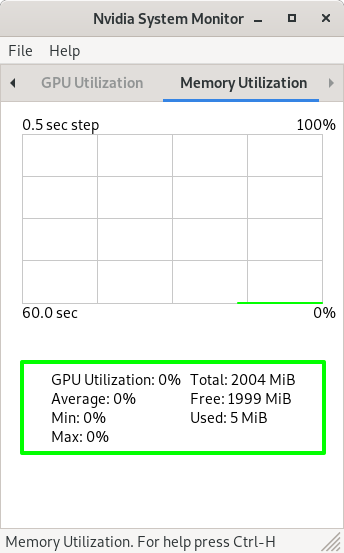 Nvidia System Monitor
File Help
GPU Utilization Memory Utilization
0.5 sec step 100%
60.0 sec 0%
GPU Utilization: 0% Total: 2004 MiB
Average: 0% Free: 1999 MiB
Min: 0% Used: 5 MiB
Max: 0%
Memory Utilization. For help press Ctrl-H